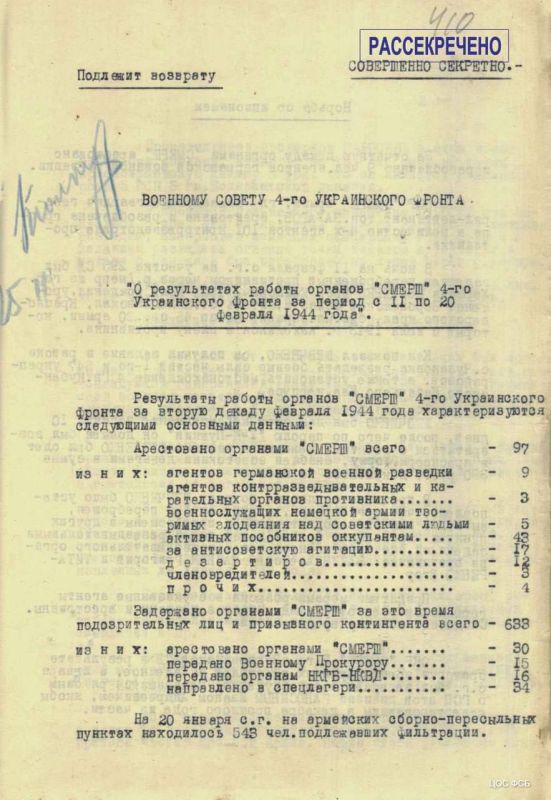 410
РАССЕКРЕЧЕНО
СОВЕРШЕННО СЕКРЕТНО.-
Подлежит возврату
ВОЕННОМУ СОВЕТУ 4-го УКРАИНСКОГО ФРОНТА
"О результатах работы органов "СМЕРШ" 4-го
Украинского Фронта за период с II по 20
февраля 1944 года".
Результаты работы органов "СМЕРШ" 4-го Украинского
фронта за вторую декаду февраля 1944 года характеризуются
следующими основными данными:
Арестовано органами "СМЕРШ" всего - 97
из них: агентов германской военной разведки - 9
агентов контрразведывательных и ка-
рательных органов противника....... - 3
военнослужащих немецкой армии тво-
римых злодеяния над советскими людьми - 5
активных пособников оккупантам..... - 43
за антисоветскую агитацию.......... - 17
дезертиров............. - 12
членовредителей.................... - 3
прочих................. - 4
Задержано органами "СМЕРШ" за это время
подозрительных лиц и призывного контингента всего - 633
из них: арестовано органами "СМЕРШ"....... - 30
передано Военному Прокурору....... - 15
передано органам НКГБ-НКВД........ - 16
направлено в спецлагери........... - 34
На 20 января с.г. на армейских сборно-пересыльных
пунктах находилось 543 чел.подлежавших фильтрации.
ЦОС ФСБ